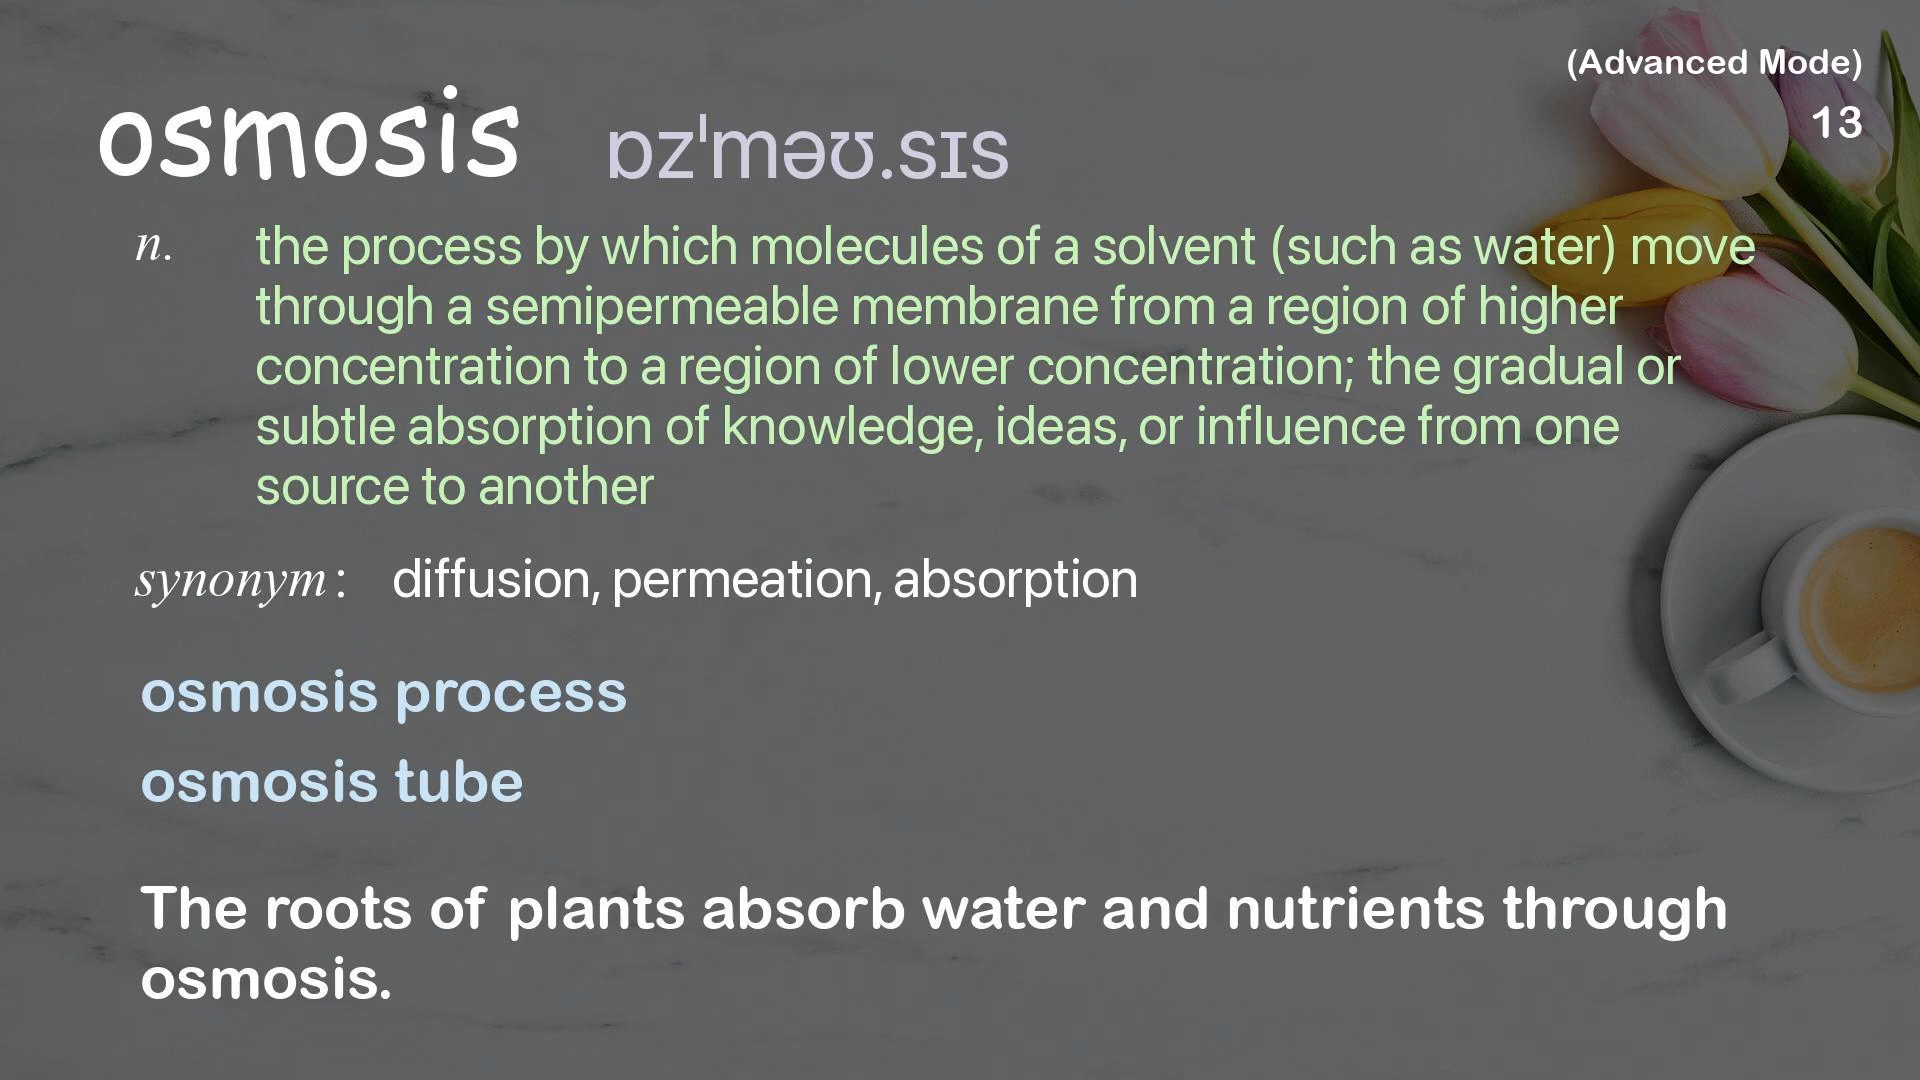 (Advanced Mode)
13
osmosis ɒzˈməʊ.sɪs
n. the process by which molecules of a solvent (such as water) move
through a semipermeable membrane from a region of higher
concentration to a region of lower concentration; the gradual or
subtle absorption of knowledge, ideas, or influence from one
source to another
synonym: diffusion, permeation, absorption
osmosis process
osmosis tube
The roots of plants absorb water and nutrients through
osmosis.